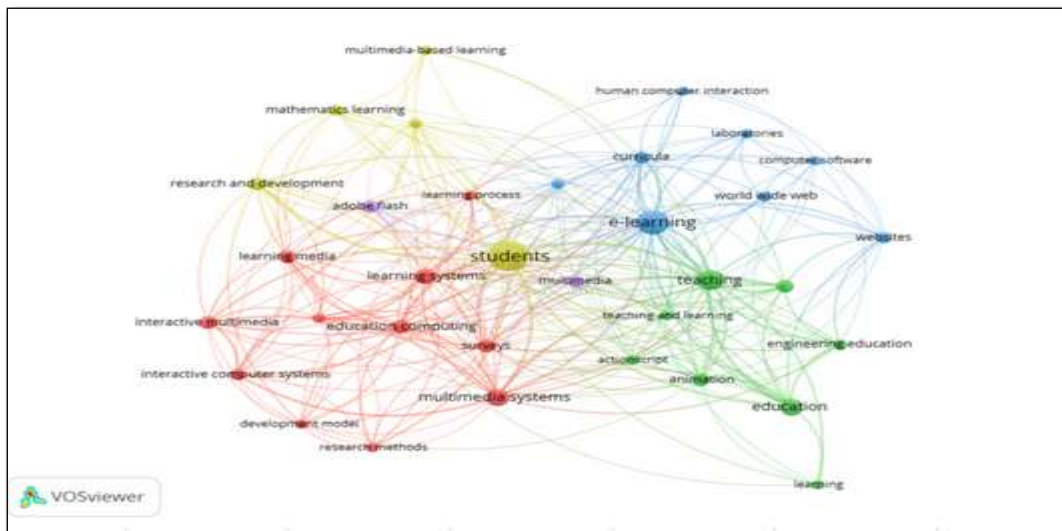 multimedia-based learning
human computer interaction
mathematics learning
laboratories
curricula
computer software
research and development
learning process
world wide web
adobe flash
e-learning
websites
students
learning media
learning systems
multimedia
teaching
teaching and learning
interactive multimedia
education computing
surveys
engineering education
actionscript
interactive computer systems
animation
multimedia systems
education
development model
research methods
learning
VOSviewer